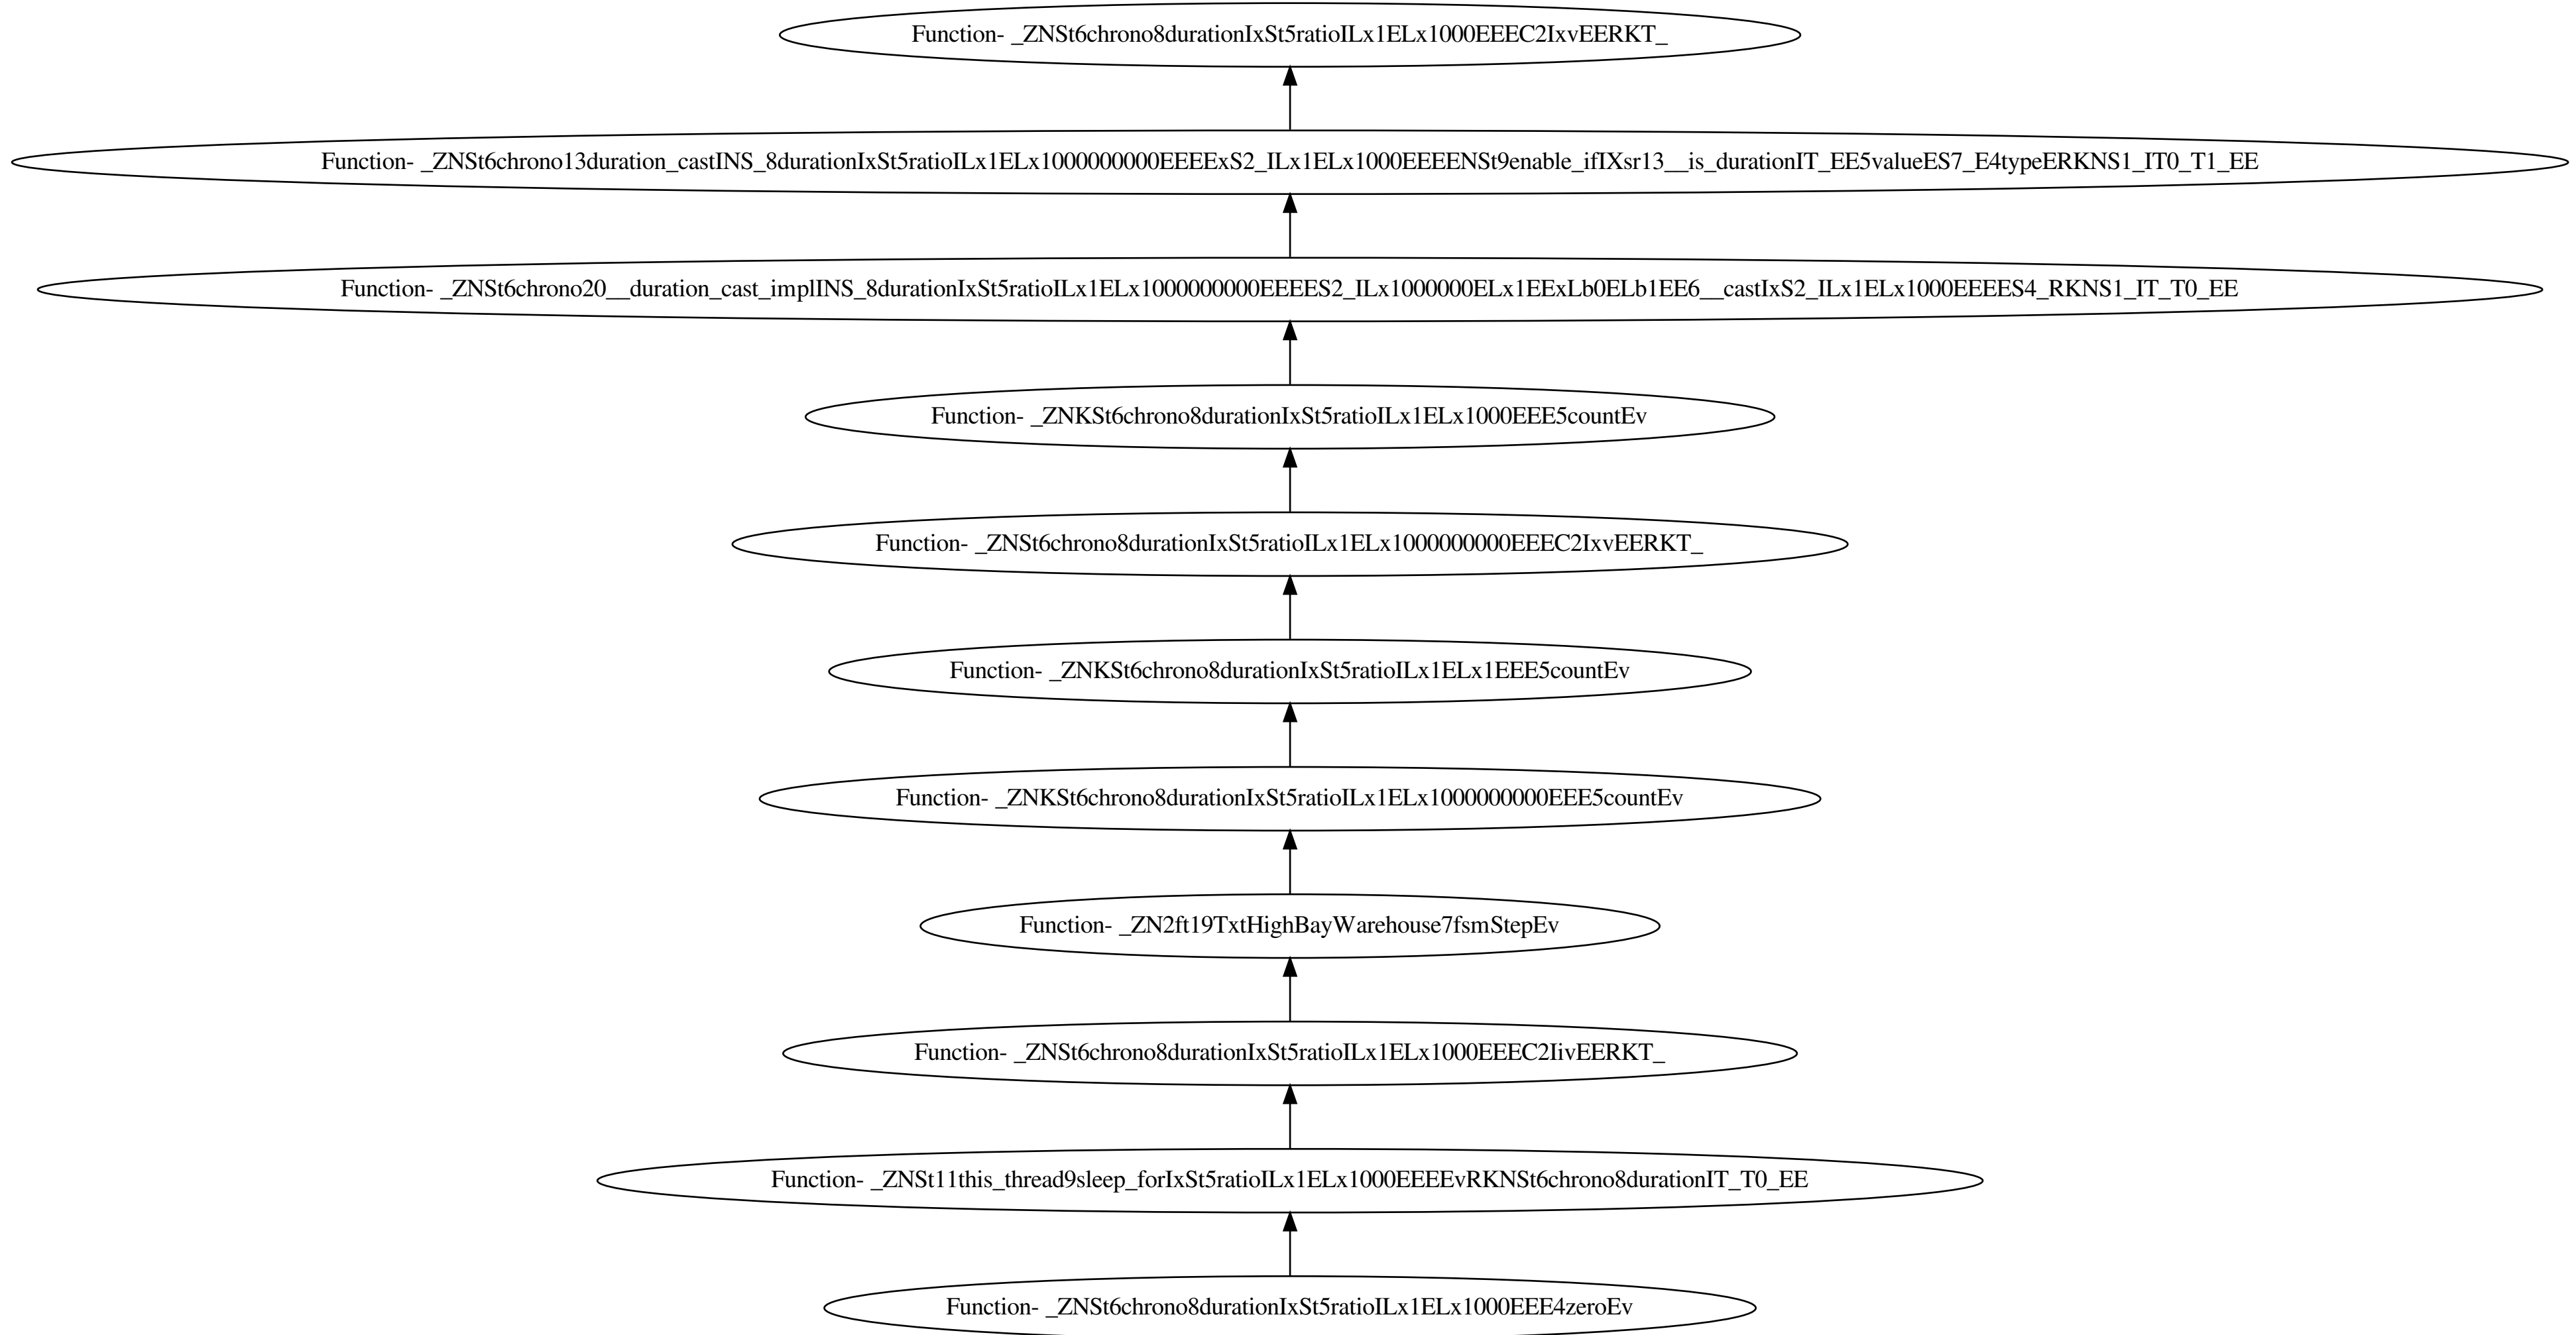 Function- _ZNSt6chrono8durationIxSt5ratioILx1ELx1000EEEC2IxvEERKT_
Function- _ZNSt6chrono13duration_castINS_8durationIxSt5ratioILx1ELx1000000000EEEExS2_ILx1ELx1000EEEENSt9enable_ifIXsr13__is_durationIT_EE5valueES7_E4typeERKNS1_IT0_T1_EE
Function- _ZNSt6chrono20__duration_cast_implINS_8durationIxSt5ratioILx1ELx1000000000EEEES2_ILx1000000ELx1EExLb0ELb1EE6__castIxS2_ILx1ELx1000EEEES4_RKNS1_IT_T0_EE
Function- _ZNKSt6chrono8durationIxSt5ratioILx1ELx1000EEE5countEv
Function- _ZNSt6chrono8durationIxSt5ratioILx1ELx1000000000EEEC2IxvEERKT_
Function- _ZNKSt6chrono8durationIxSt5ratioILx1ELx1EEE5countEv
Function- _ZNKSt6chrono8durationIxSt5ratioILx1ELx1000000000EEE5countEv
Function- _ZN2ft19TxtHighBayWarehouse7fsmStepEv
Function- _ZNSt6chrono8durationIxSt5ratioILx1ELx1000EEEC2IivEERKT_
Function- _ZNSt11this_thread9sleep_forIxSt5ratioILx1ELx1000EEEEvRKNSt6chrono8durationIT_T0_EE
Function- _ZNSt6chrono8durationIxSt5ratioILx1ELx1000EEE4zeroEv